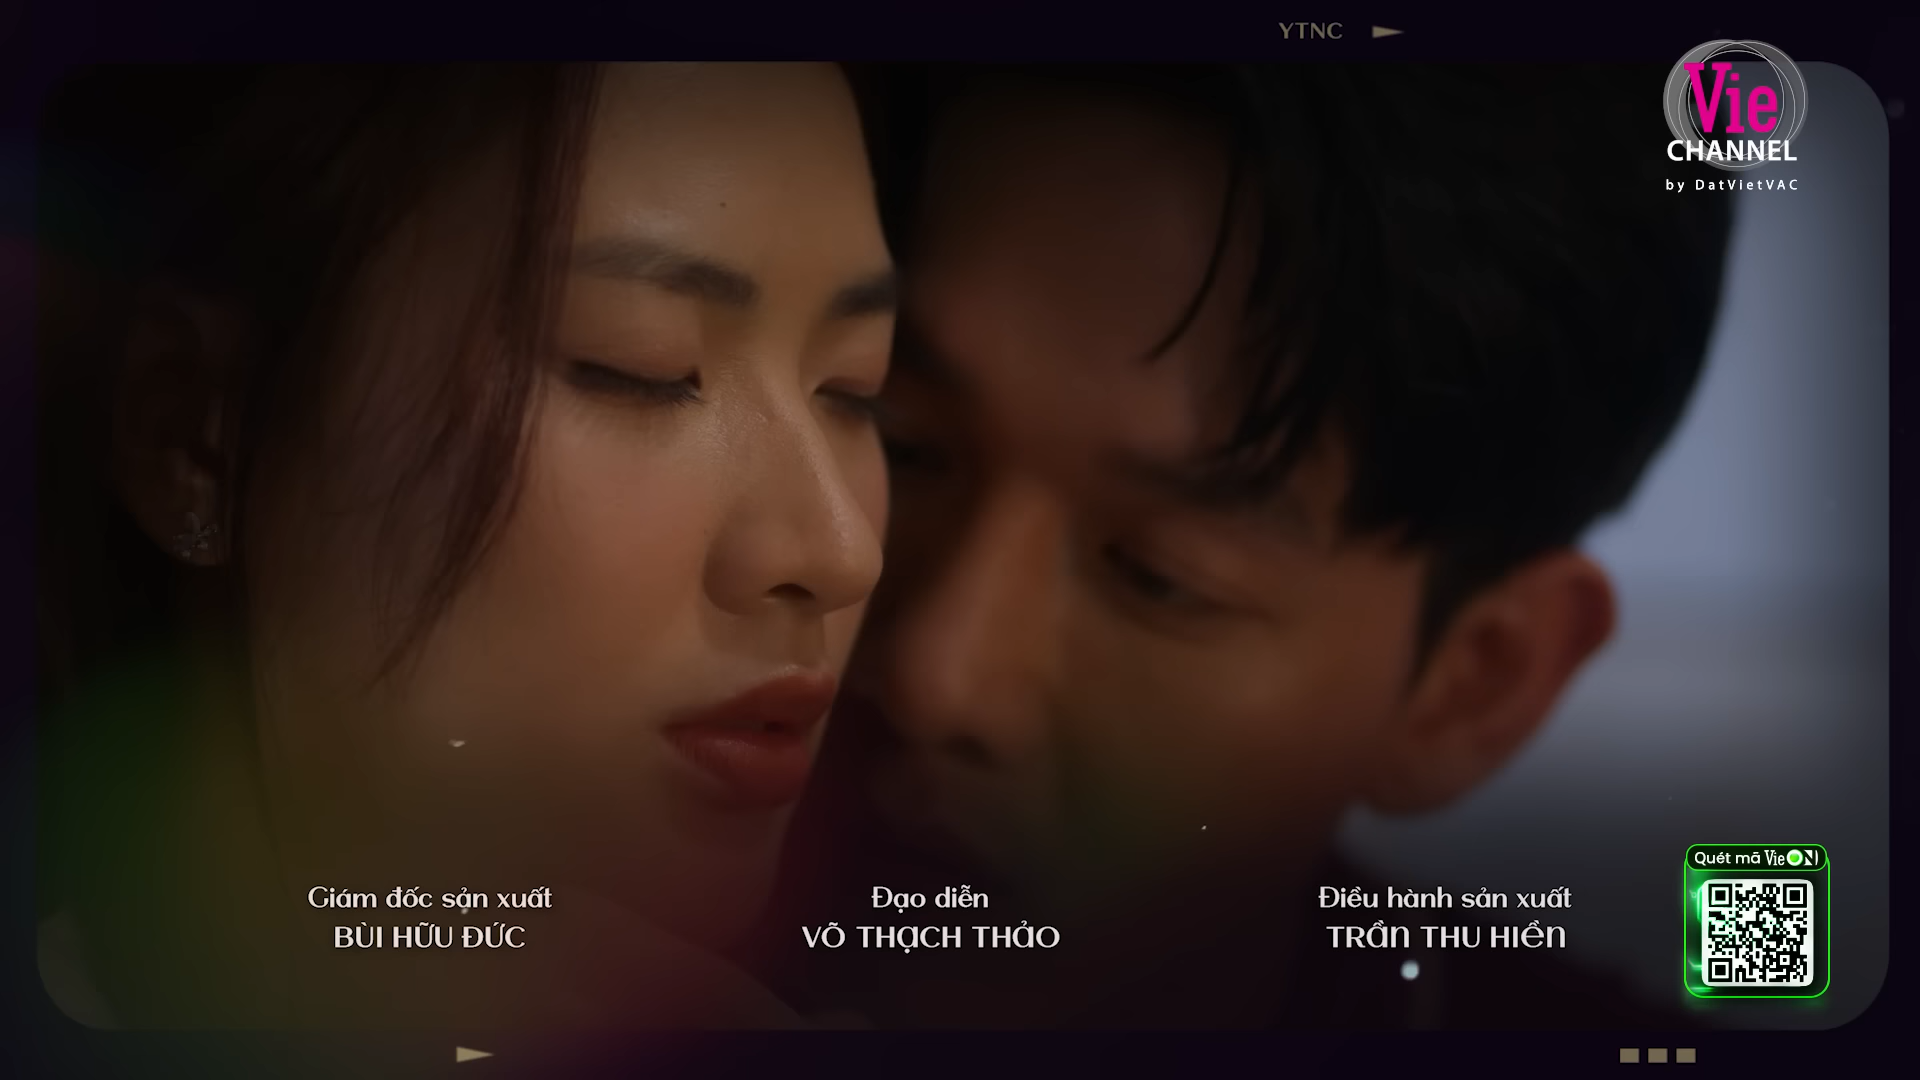 YTNC
Vie
CHANNEL
by DatVietVAC
Giám đốc sản xuất
BÙI HỮU ĐỨC
Đạo diễn
VÕ THẠCH THẢO
Điều hành sản xuất
TRẦN THU HIỀN
Quét mã VieON